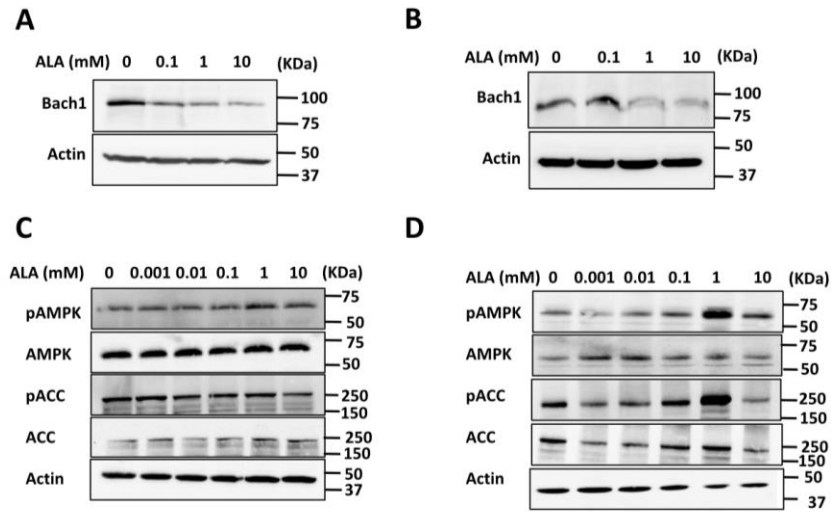 A
ALA (mM) 0 0.1 1 10 (KDa)
Bach1
100
75
Actin
50
37
B
ALA (mM) 0 0.1 1 10 (KDa)
Bach1
100
75
Actin
50
37
C
ALA (mM) 0 0.001 0.01 0.1 1 10 (KDa)
pAMPK
75
50
AMPK
75
50
pACC
250
150
ACC
250
150
Actin
50
37
D
ALA (mM) 0 0.001 0.01 0.1 1 10 (KDa)
pAMPK
75
50
AMPK
75
50
pACC
250
150
ACC
250
150
Actin
50
37